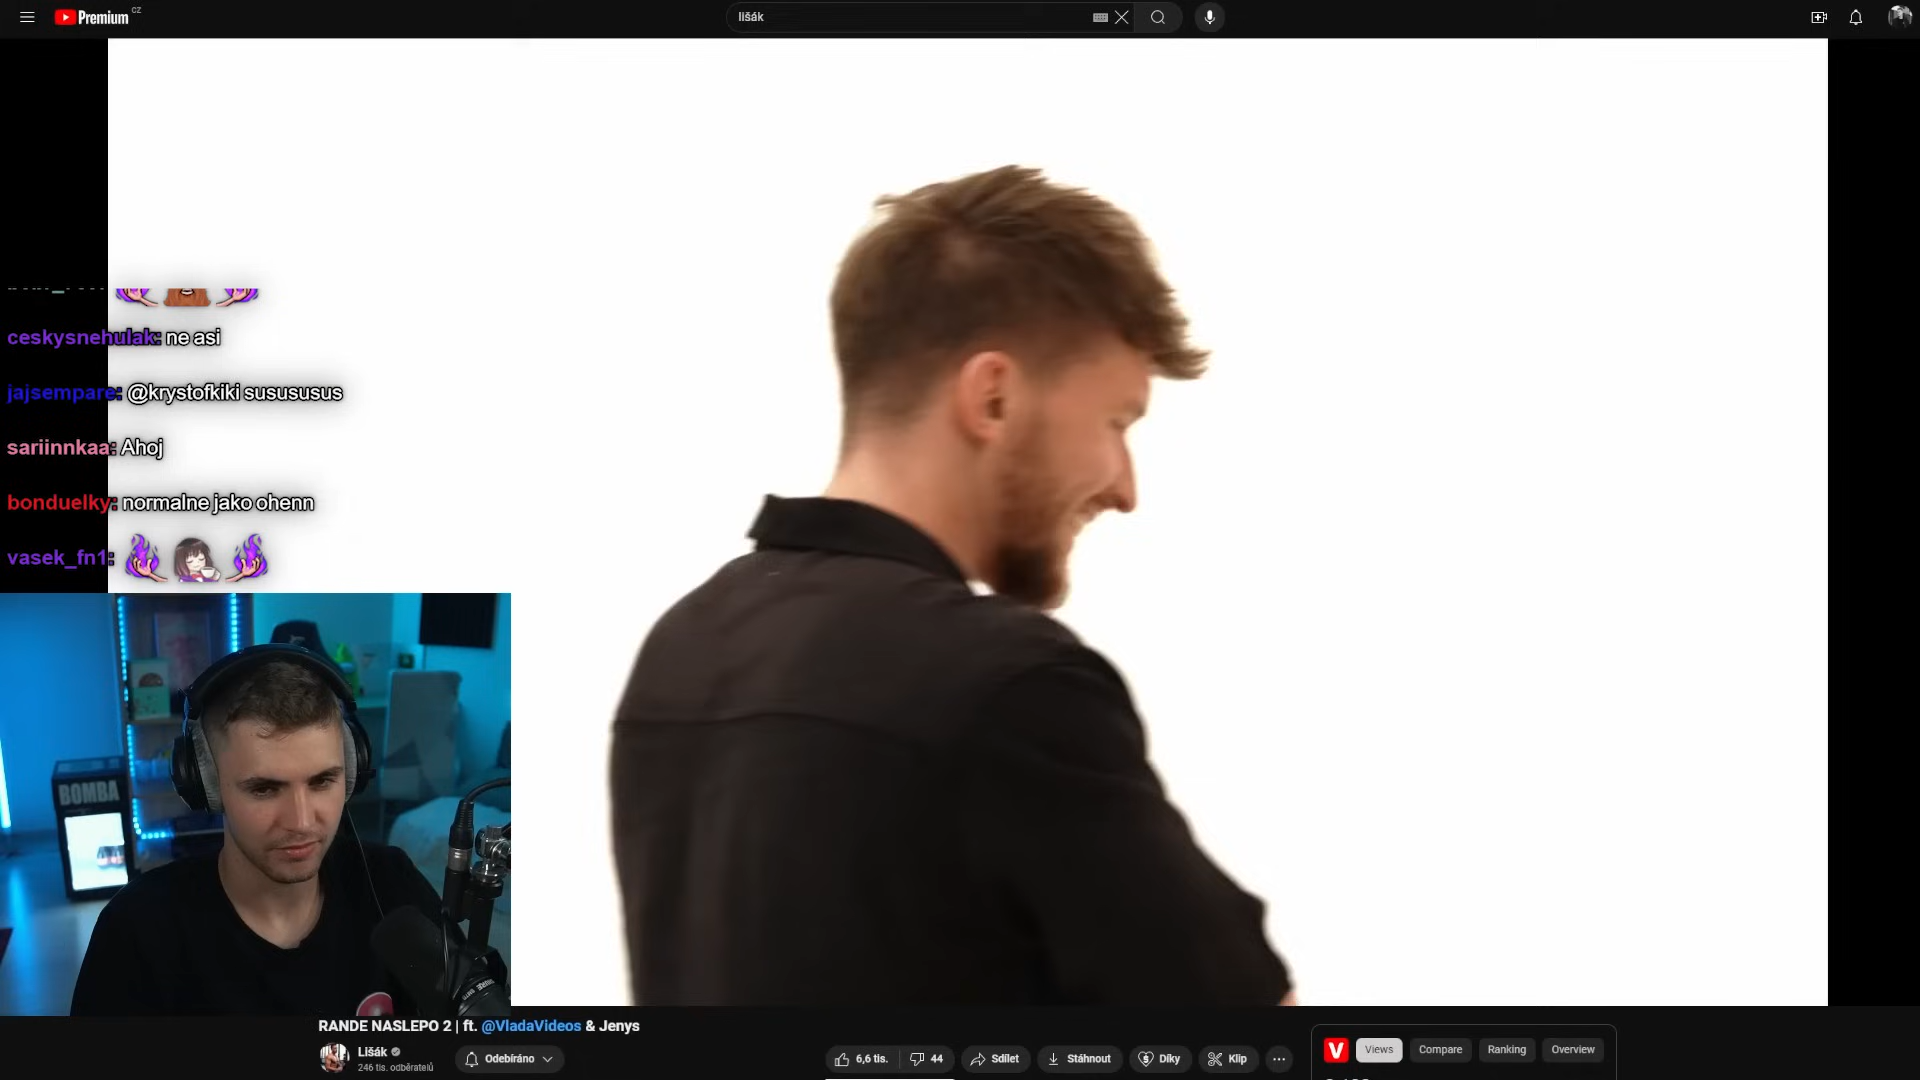 Premium CZ
lišák
ceskysnehulak: ne asi
jajsempare: @krystofkiki susususus
sariinnkaa: Ahoj
bonduelky: normalne jako ohenn
vasek_fn1:
BOMBA
RANDE NASLEPO 2 | ft. @VladaVideos & Jenys
Lišák
246 tis. odběratelů
Odebíráno
6,6 tis.
44
Sdílet
Stáhnout
Díky
Klip
Views
Compare
Ranking
Overview